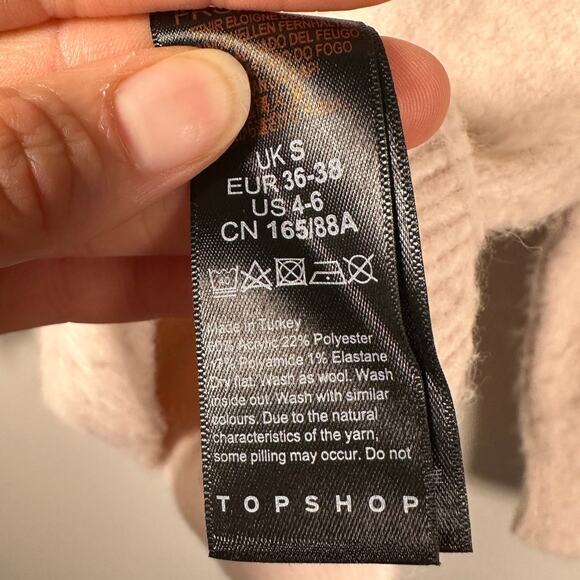 UK S
EUR 36-38
US 4-6
CN 165/88A
Made in Turkey
Acrylic 22% Polyester
Polyamide 1% Elastane
Dry flat. Wash as wool. Wash
inside out. Wash with similar
colours. Due to the natural
characteristics of the yarn,
some pilling may occur. Do not
TOPSHOP